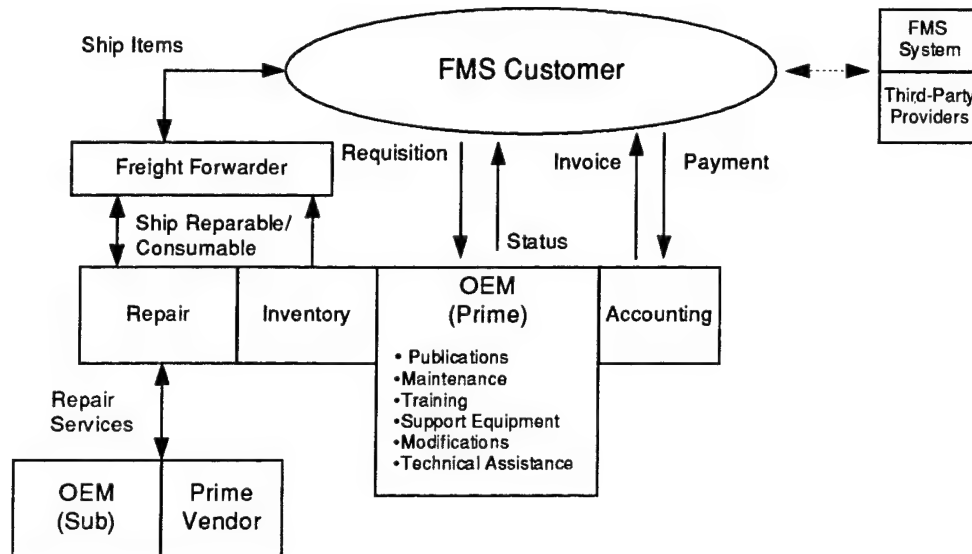 Ship Items
FMS Customer
FMS
System
Third-Party
Providers
Freight Forwarder
Requisition
Invoice
Payment
Ship Reparable/
Consumable
Status
Repair
Inventory
OEM
(Prime)
Accounting
• Publications
•Maintenance
•Training
•Support Equipment
•Modifications
•Technical Assistance
Repair
Services
OEM
(Sub)
Prime
Vendor